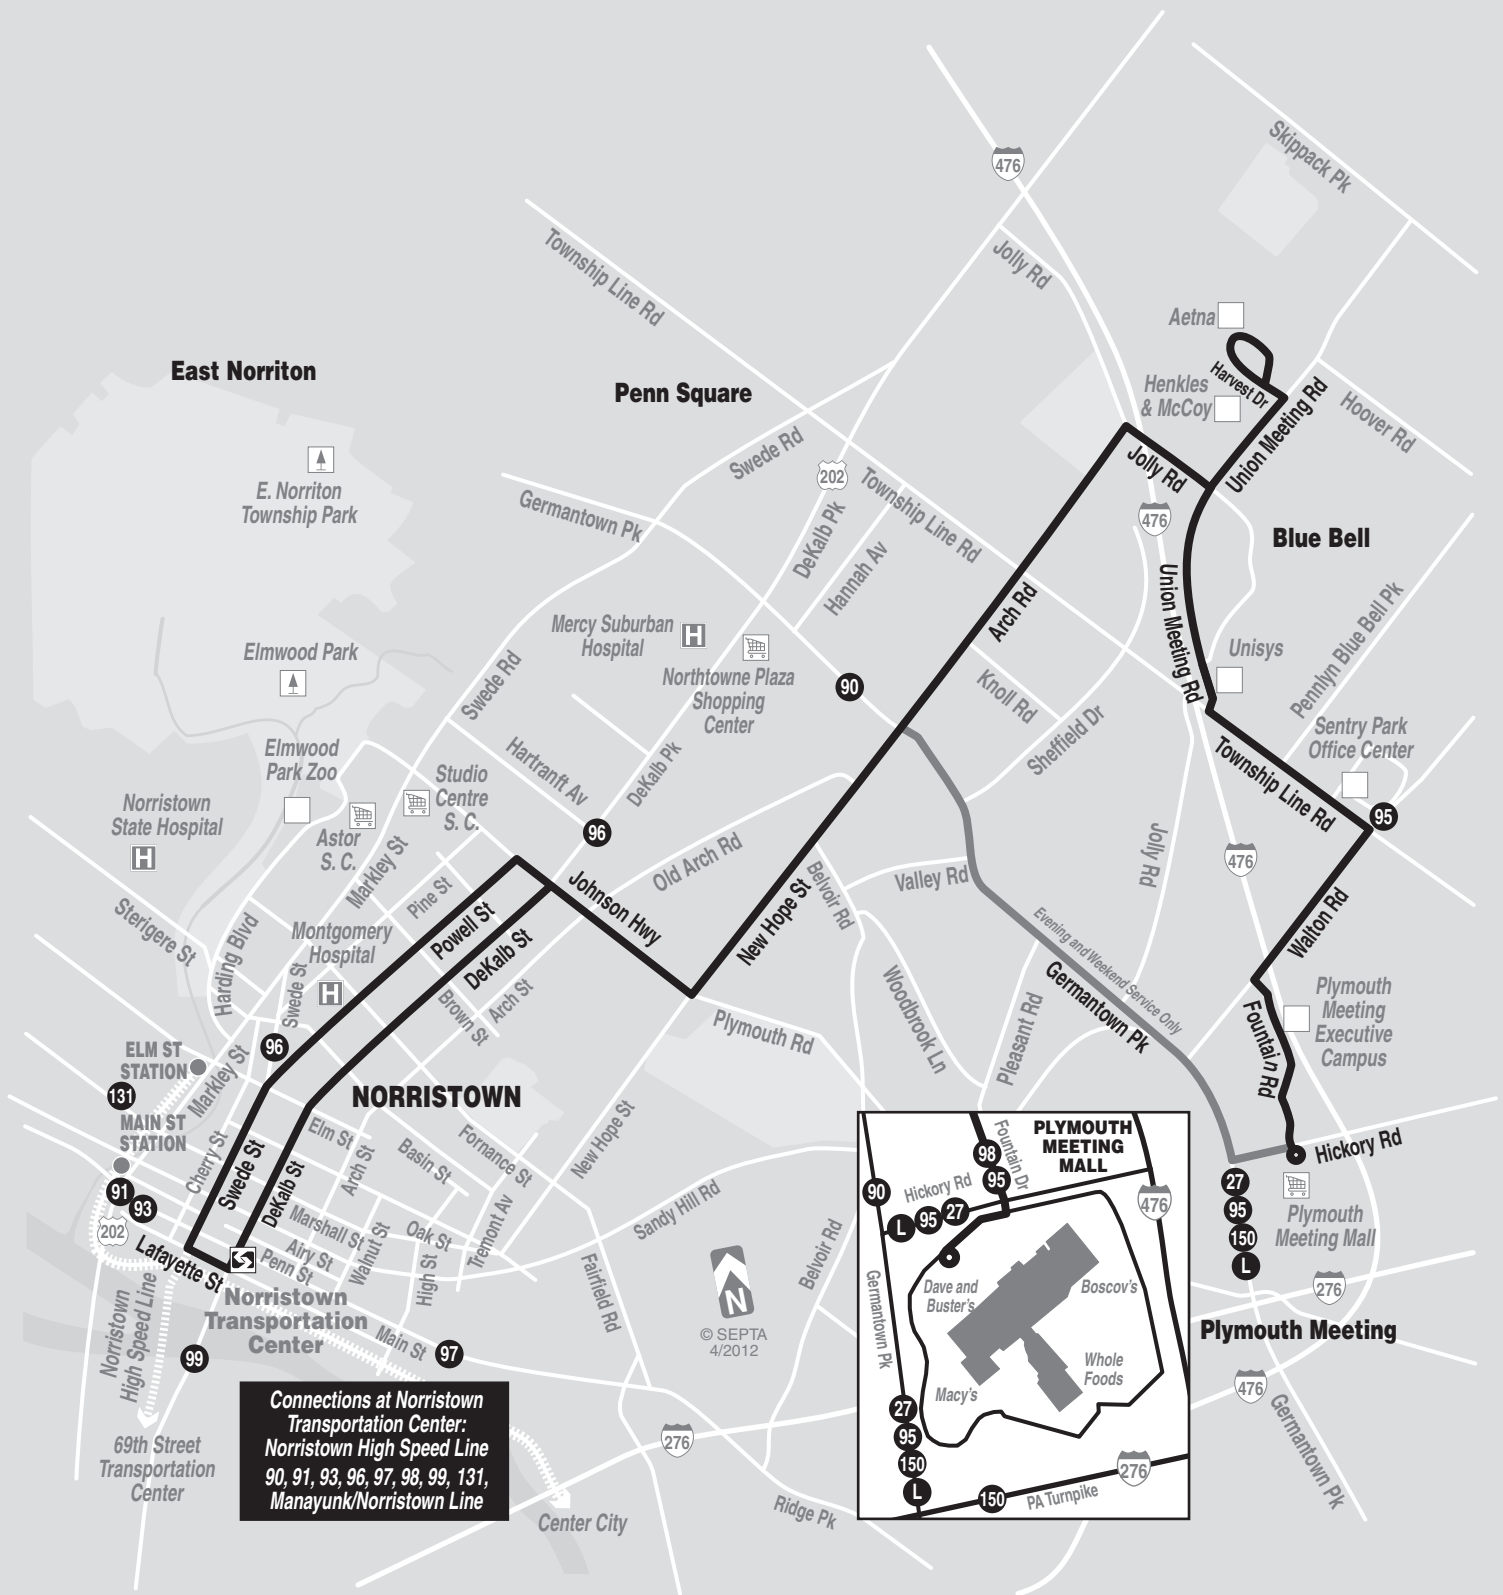 476
Skippack Pk
Township Line Rd
Jolly Rd
Aetna
East Norriton
Penn Square
Henkles
& McCoy
Harvest Dr
Union Meeting Rd
Hoover Rd
Swede Rd
E. Norriton
Township Park
202
Germantown Pk
Township Line Rd
DeKalb Pk
Hannah Av
Jolly Rd
476
Blue Bell
Union Meeting Rd
Arch Rd
Pennlyn Blue Bell Pk
Mercy Suburban
Hospital
H
Northtowne Plaza
Shopping
Center
Elmwood Park
Swede Rd
90
Knoll Rd
Sheffield Dr
Unisys
Sentry Park
Office Center
Township Line Rd
95
Elmwood
Park Zoo
Hartranft Av
DeKalb Pk
Studio
Centre
S. C.
Norristown
State Hospital
H
Astor
S. C.
Markley St
96
Old Arch Rd
Johnson Hwy
Pine St
Powell St
DeKalb St
Belvoir Rd
Valley Rd
Jolly Rd
476
New Hope St
Walton Rd
Sterigere St
Harding Blvd
Montgomery
Hospital
H
Swede St
Brown St
Arch St
Woodbrook Ln
Evening and Weekend Service Only
Germantown Pk
Pleasant Rd
Plymouth
Meeting
Executive
Campus
Fountain Rd
Plymouth Rd
96
ELM ST
STATION
Markley St
131
NORRISTOWN
MAIN ST
STATION
Cherry St
Swede St
DeKalb St
Elm St
Arch St
Basin St
Fornance St
New Hope St
91
93
202
Lafayette St
Marshall St
Airy St
Penn St
Walnut St
Oak St
High St
Tremont Av
Sandy Hill Rd
Fairfield Rd
Belvoir Rd
Hickory Rd
27
95
150
L
Plymouth
Meeting Mall
276
Plymouth Meeting
476
Germantown Pk
Norristown
High Speed Line
Norristown
Transportation
Center
Main St
97
99
N
© SEPTA
4/2012
PLYMOUTH
MEETING
MALL
98
Fountain Dr
95
90
Hickory Rd
L
95
27
476
Germantown Pk
Dave and
Buster's
Boscov's
Macy's
Whole
Foods
27
95
150
L
150
PA Turnpike
276
Connections at Norristown
Transportation Center:
Norristown High Speed Line
90, 91, 93, 96, 97, 98, 99, 131,
Manayunk/Norristown Line
69th Street
Transportation
Center
276
Center City
Ridge Pk